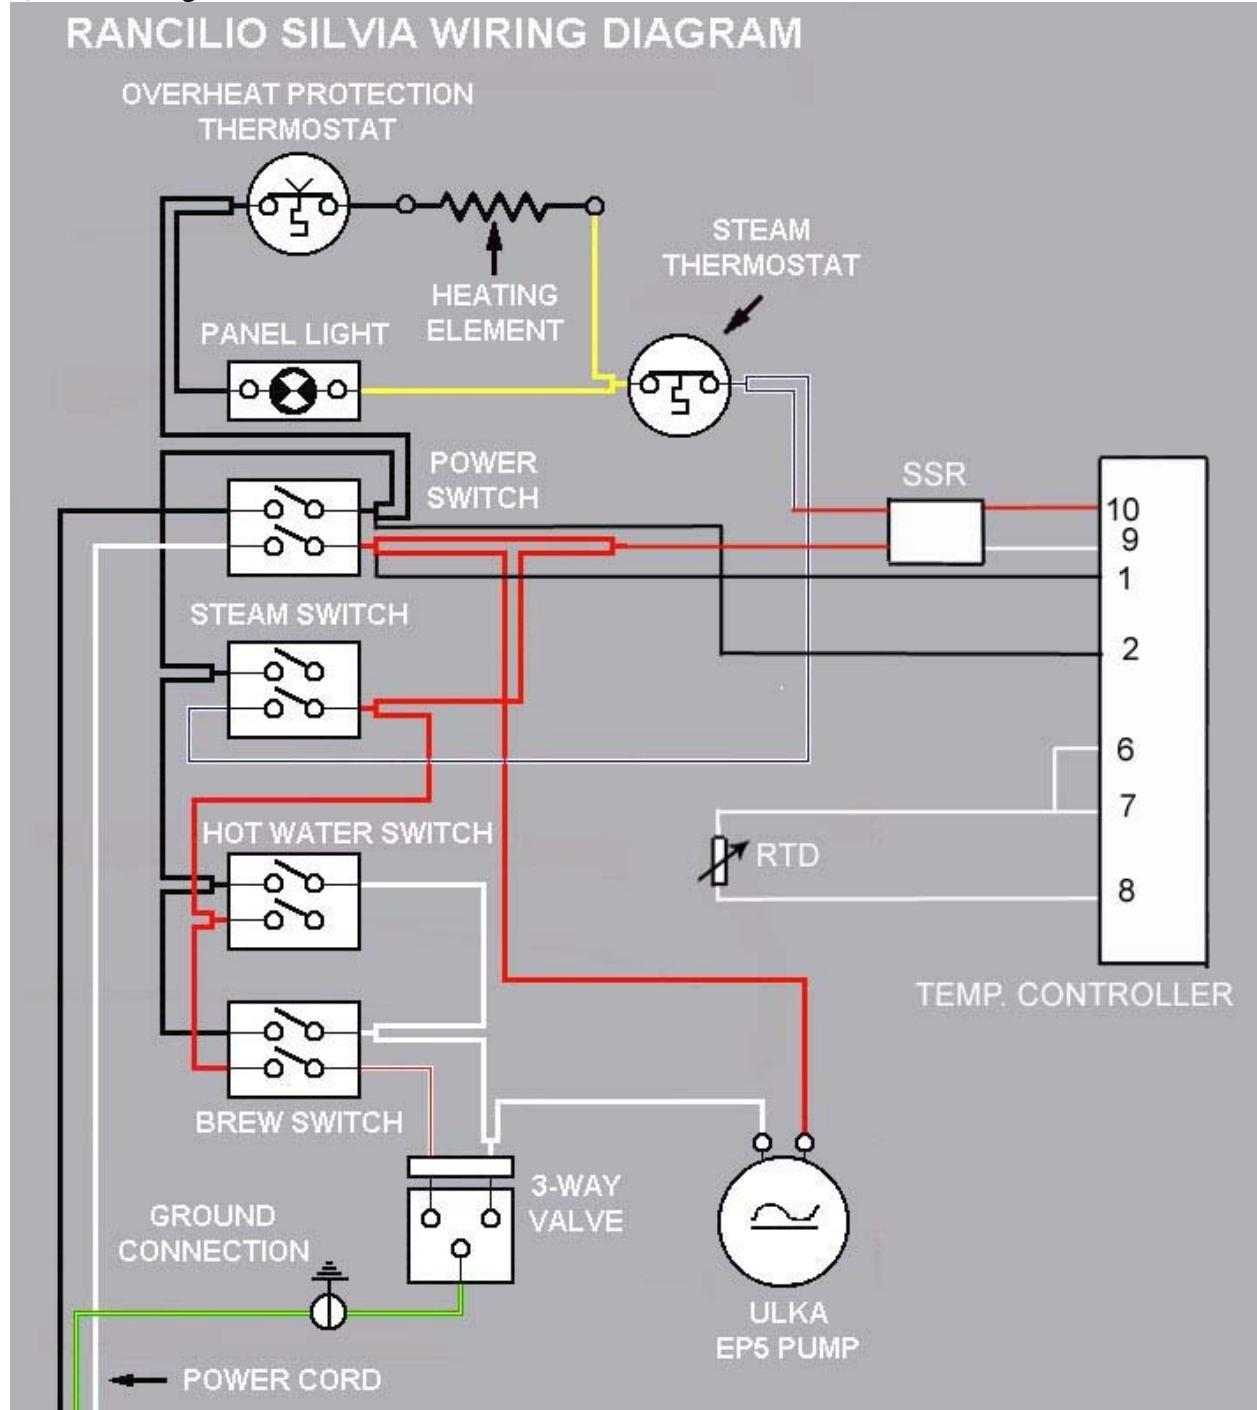 RANCILIO SILVIA WIRING DIAGRAM
OVERHEAT PROTECTION
THERMOSTAT
STEAM
THERMOSTAT
HEATING
ELEMENT
PANEL LIGHT
POWER
SWITCH
SSR
10
9
1
2
6
7
8
STEAM SWITCH
HOT WATER SWITCH
RTD
TEMP. CONTROLLER
BREW SWITCH
3-WAY
VALVE
GROUND
CONNECTION
ULKA
EP5 PUMP
POWER CORD